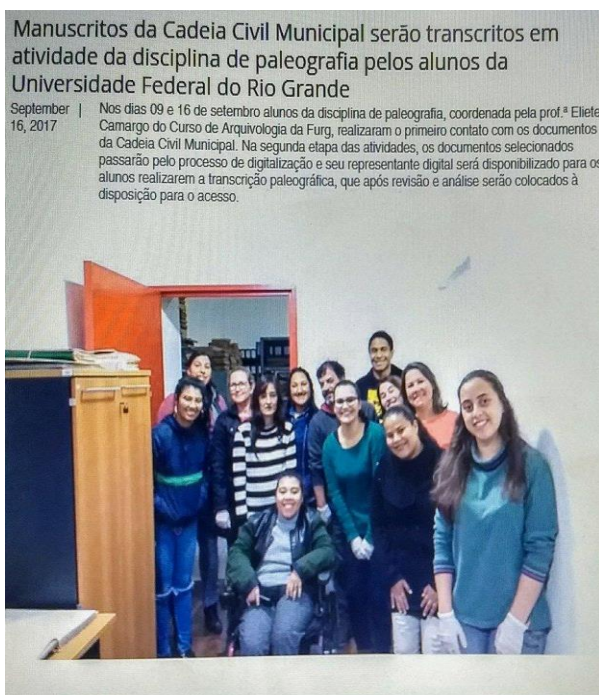 Manuscritos da Cadeia Civil Municipal serão transcritos em
atividade da disciplina de paleografia pelos alunos da
Universidade Federal do Rio Grande
September |
16, 2017
Nos dias 09 e 16 de setembro alunos da disciplina de paleografia, coordenada pela prof.ª Eliete
Camargo do Curso de Arquivologia da Furg, realizaram o primeiro contato com os documentos
da Cadeia Civil Municipal. Na segunda etapa das atividades, os documentos selecionados
passarão pelo processo de digitalização e seu representante digital será disponibilizado para os
alunos realizarem a transcrição paleográfica, que após revisão e análise serão colocados à
disposição para o acesso.